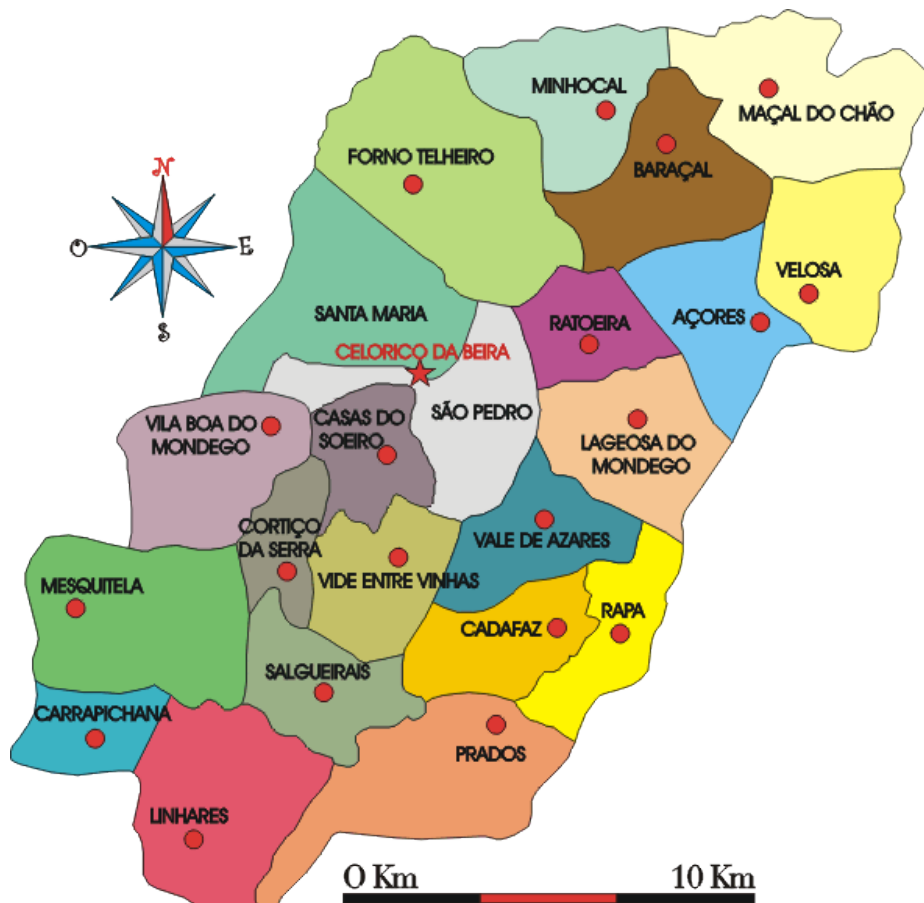 MINHOCAL
MAÇAL DO CHÃO
FORNO TELHEIRO
BARAÇAL
N
O
E
S
VELOSA
SANTA MARIA
RATOEIRA
AÇORES
CELORICO DA BEIRA
VILA BOA DO
MONDEGO
CASAS DO
SOEIRO
SÃO PEDRO
LAGEOSA DO
MONDEGO
CORTIÇO
DA SERRA
VALE DE AZARES
VIDE ENTRE VINHAS
MESQUITELA
CADAFAZ
RAPA
SALGUEIRAIS
CARRAPICHANA
PRADOS
LINHARES
0 Km
10 Km